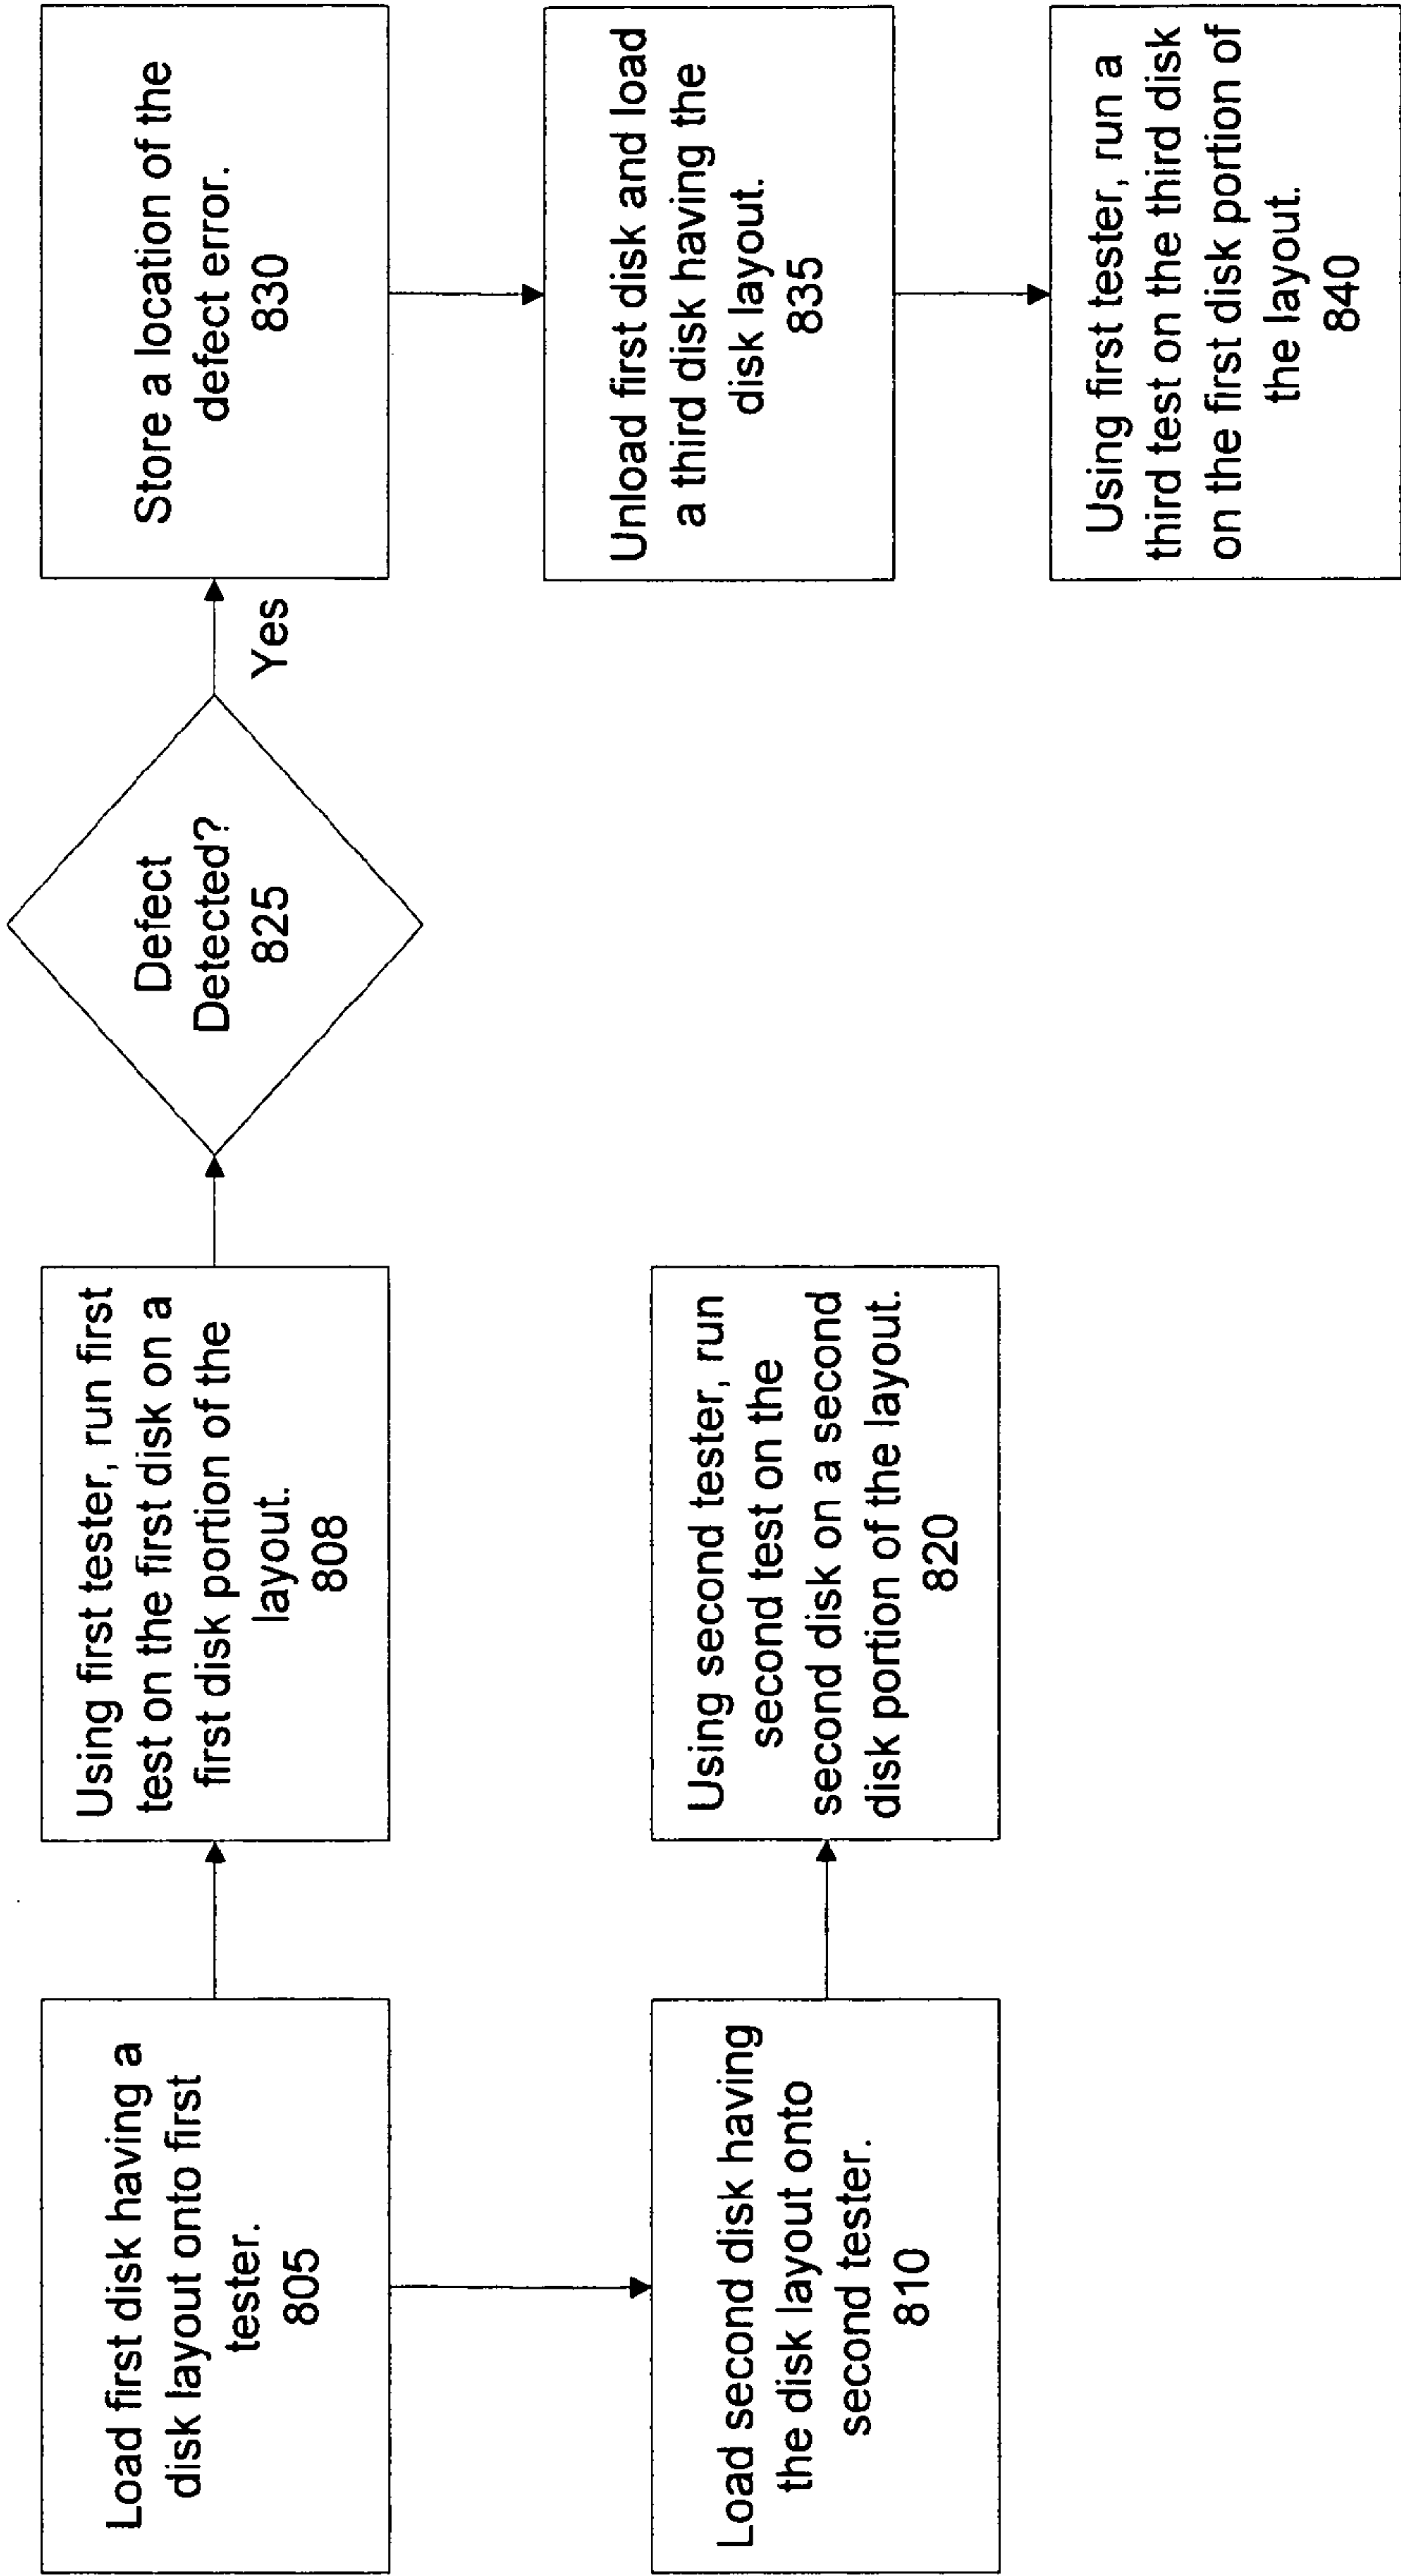 Load first disk having a
disk layout onto first
tester.
805
Using first tester, run first
test on the first disk on a
first disk portion of the
layout.
808
Defect
Detected?
825
Yes
Store a location of the
defect error.
830
Load second disk having
the disk layout onto
second tester.
810
Using second tester, run
second test on the
second disk on a second
disk portion of the layout.
820
Unload first disk and load
a third disk having the
disk layout.
835
Using first tester, run a
third test on the third disk
on the first disk portion of
the layout.
840